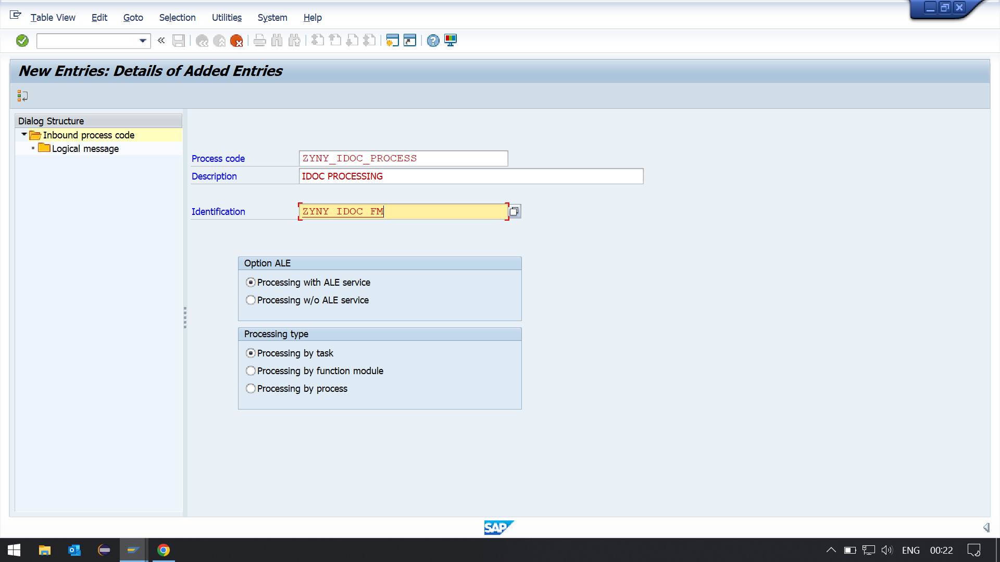 Table View Edit Goto Selection Utilities System Help
New Entries: Details of Added Entries
Dialog Structure
Inbound process code
Logical message
Process code ZYNY_IDOC_PROCESS
Description IDOC PROCESSING
Identification ZYNY_IDOC_FM
Option ALE
Processing with ALE service
Processing w/o ALE service
Processing type
Processing by task
Processing by function module
Processing by process
SAP
ENG 00:22